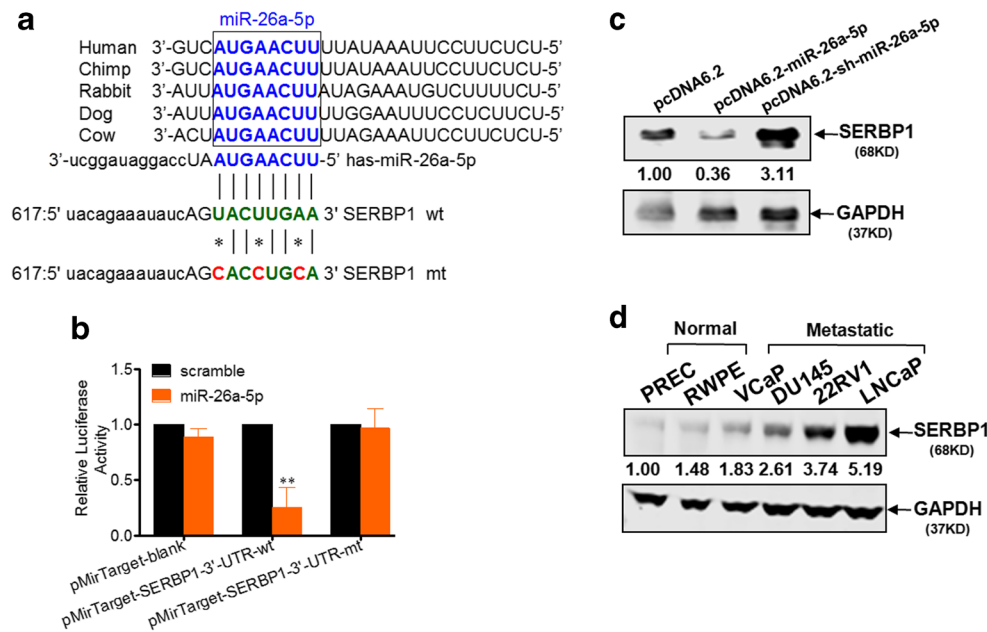 a
miR-26a-5p
Human 3’-GUCAUGAACUUUUAUAAAUUCCUUCUCU-5’
Chimp 3’-GUCAUGAACUUUUAUAAAUUCCUUCUCU-5’
Rabbit 3’-AUUAUGAACUUUUAUAGAAUGUCUUUUCU-5’
Dog 3’-AUUAUGAACUUUUUGGAAUUUCUCUUUCU-5’
Cow 3’-ACUAUGAACUUUUAGAAAUUCCUUCUCU-5’
3’-ucggauaggaccUAAUGAACUU-5’ has-miR-26a-5p
617:5' uacagaaauaucAGUACUUGAA 3' SERBP1 wt
* * *
617:5' uacagaaauaucAGCACCUGCA 3' SERBP1 mt
b
scramble
miR-26a-5p
Relative Luciferase
Activity
1.5
1.0
0.5
0.0
**
pMirTarget-blank
pMirTarget-SERBP1-3'-UTR-wt
pMirTarget-SERBP1-3'-UTR-mt
c
pcDNA6.2
pcDNA6.2-miR-26a-5p
pcDNA6.2-sh-miR-26a-5p
SERBP1
(68KD)
1.00 0.36 3.11
GAPDH
(37KD)
d
Normal Metastatic
PREC RWPE VCaP DU145 22RV1 LNCaP
SERBP1
(68KD)
1.00 1.48 1.83 2.61 3.74 5.19
GAPDH
(37KD)